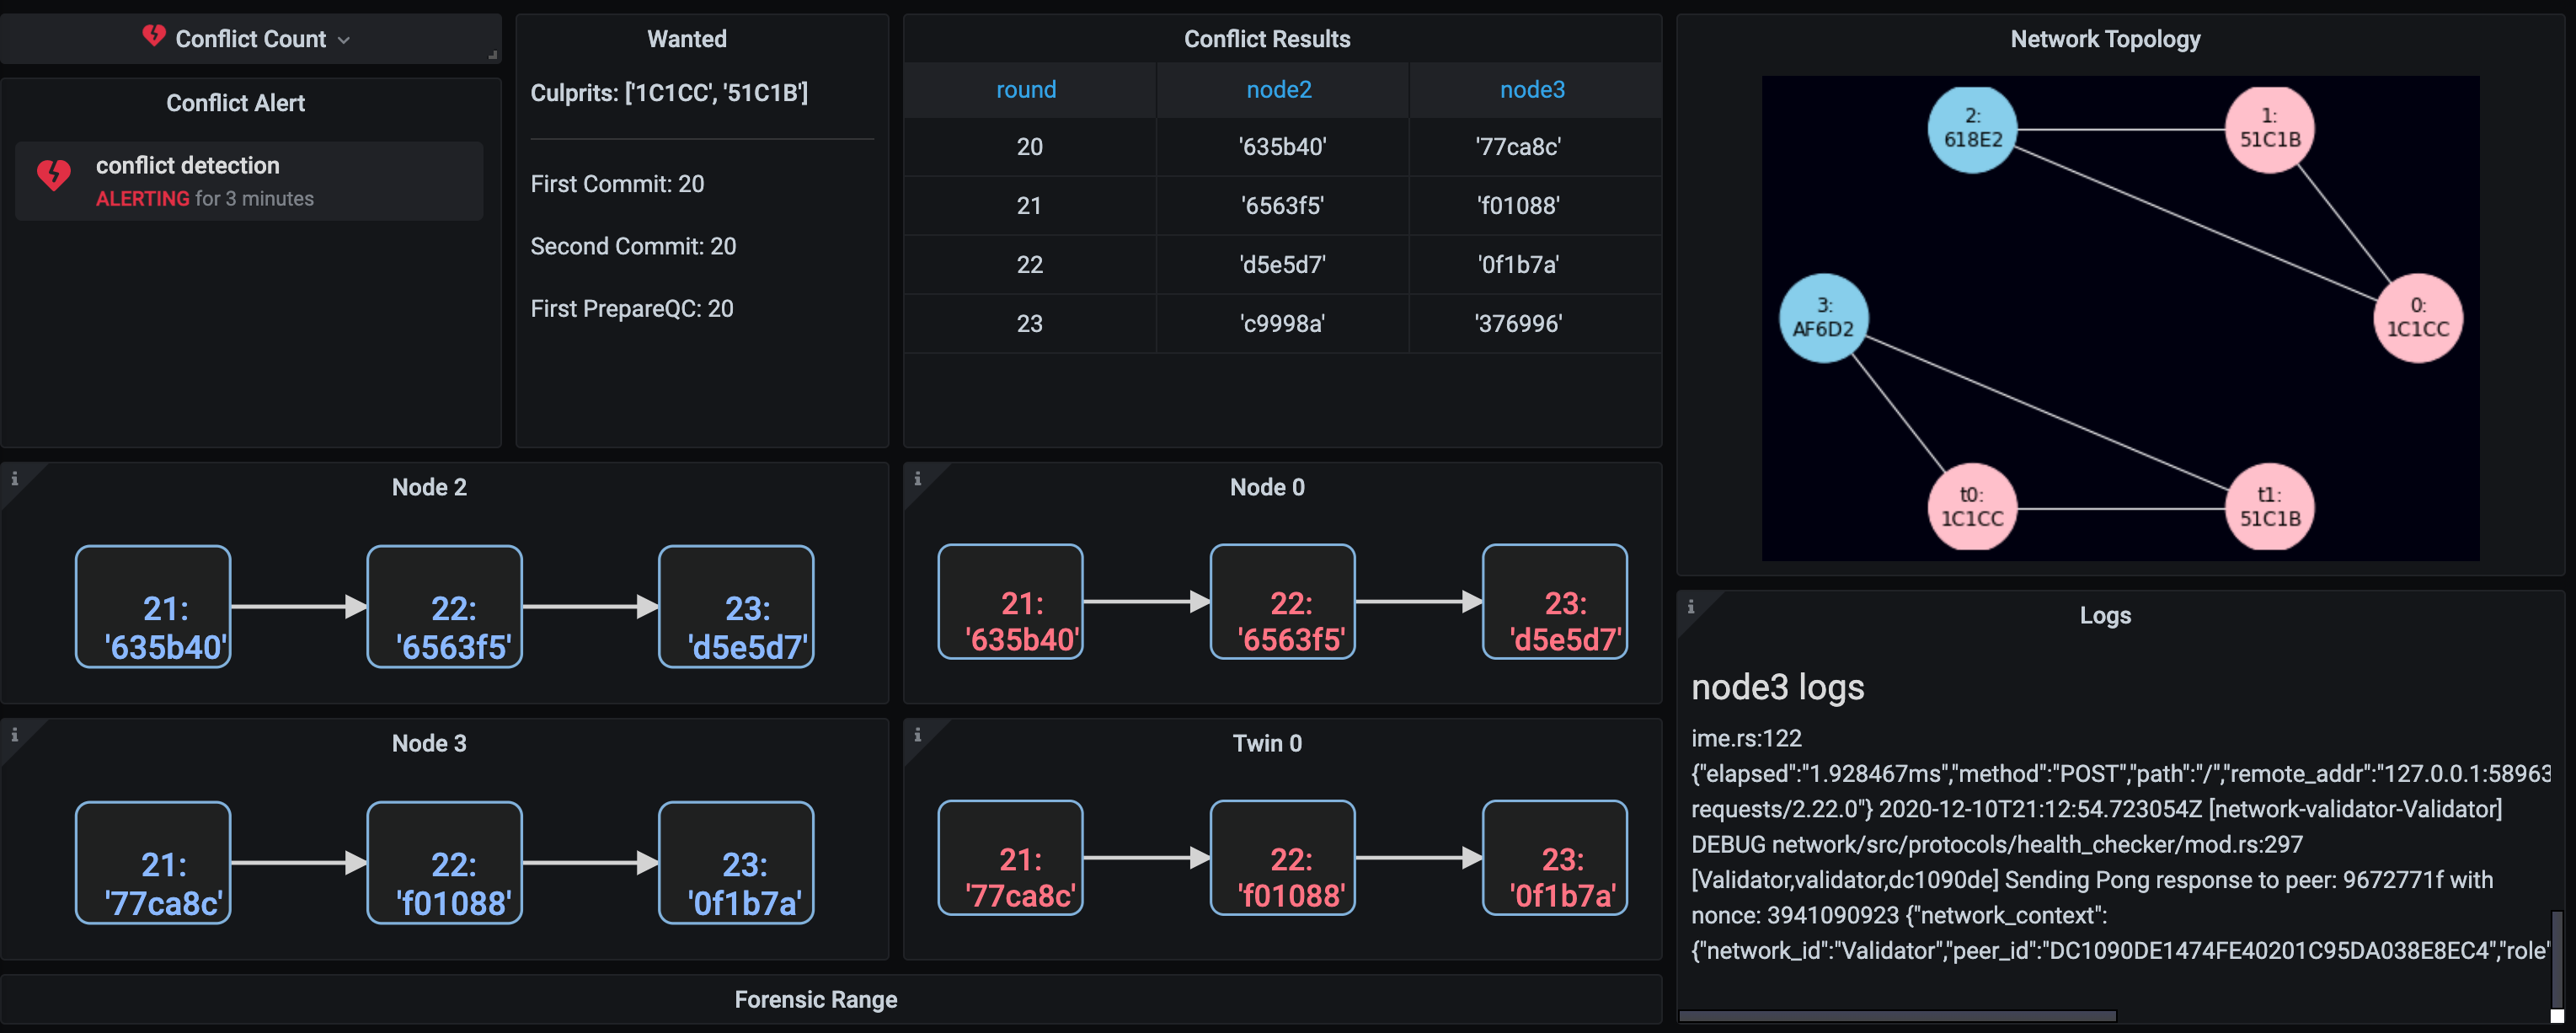 Conflict Count
Conflict Alert
conflict detection
ALERTING for 3 minutes
Wanted
Culprits: ['1C1CC', '51C1B']
First Commit: 20
Second Commit: 20
First PrepareQC: 20
Conflict Results
round node2 node3
20 '635b40' '77ca8c'
21 '6563f5' 'f01088'
22 'd5e5d7' '0f1b7a'
23 'c9998a' '376996'
Network Topology
2:
618E2
1:
51C1B
3:
AF6D2
0:
1C1CC
t0:
1C1CC
t1:
51C1B
Node 2
21:
'635b40'
22:
'6563f5'
23:
'd5e5d7'
Node 0
21:
'635b40'
22:
'6563f5'
23:
'd5e5d7'
Node 3
21:
'77ca8c'
22:
'f01088'
23:
'0f1b7a'
Twin 0
21:
'77ca8c'
22:
'f01088'
23:
'0f1b7a'
Forensic Range
Logs
node3 logs
ime.rs:122
{"elapsed":"1.928467ms","method":"POST","path":"/","remote_addr":"127.0.0.1:58963
requests/2.22.0"} 2020-12-10T21:12:54.723054Z [network-validator-Validator]
DEBUG network/src/protocols/health_checker/mod.rs:297
[Validator,validator,dc1090de] Sending Pong response to peer: 9672771f with
nonce: 3941090923 {"network_context":
{"network_id":"Validator","peer_id":"DC1090DE1474FE40201C95DA038E8EC4","role"